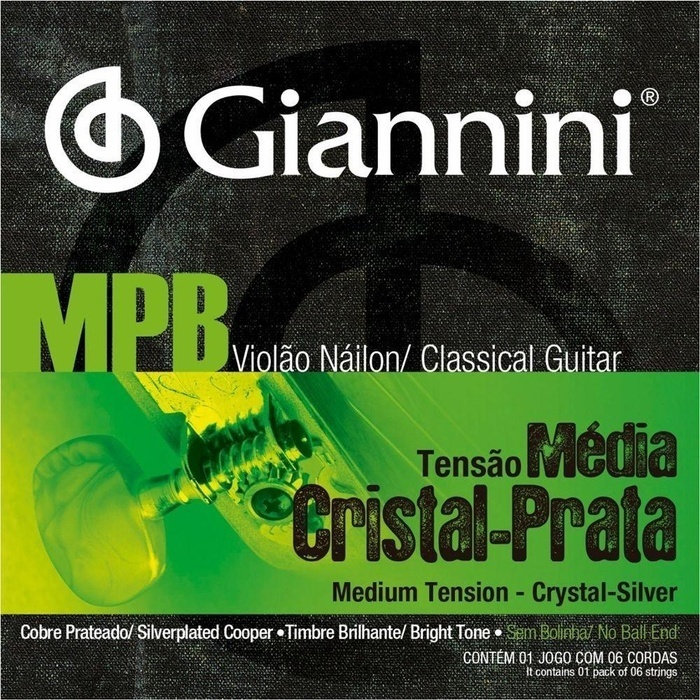 Giannini®
MPB
Violão Náilon/ Classical Guitar
Tensão Média
Cristal-Prata
Medium Tension - Crystal-Silver
Cobre Prateado/ Silverplated Cooper •Timbre Brilhante/ Bright Tone • Sem Bolinha/ No Ball End
CONTÉM 01 JOGO COM 06 CORDAS
It contains 01 pack of 06 strings